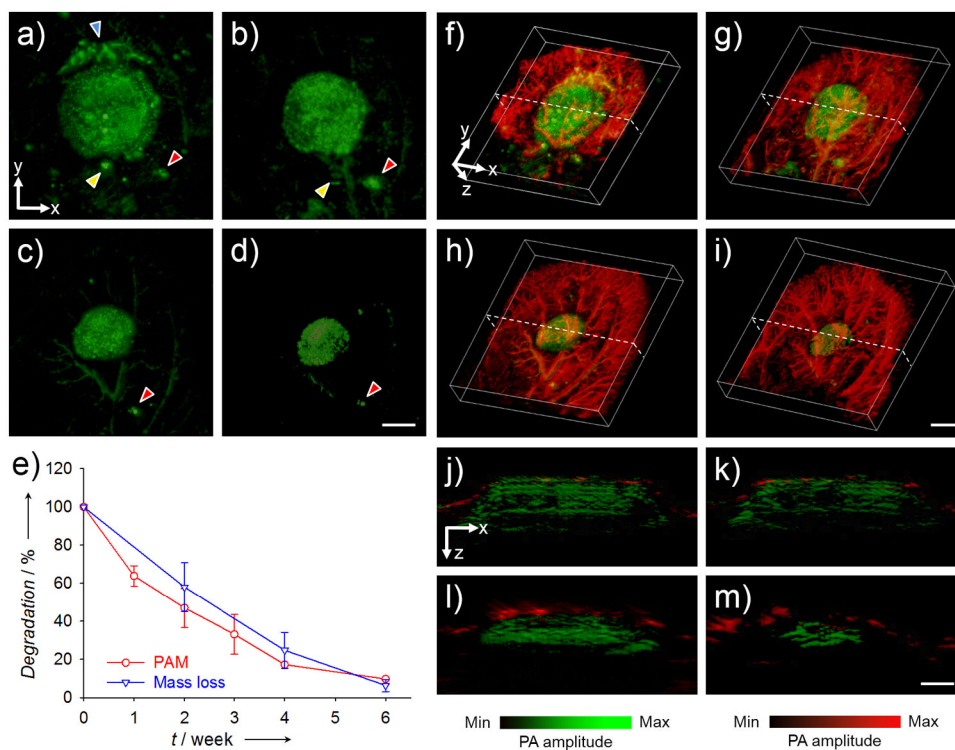 a)
b)
y
x
c)
d)
f)
g)
y
x
z
h)
i)
e)
120
100
80
60
40
20
0
Degradation / %
PAM
Mass loss
0 1 2 3 4 5 6
t / week
j)
k)
x
z
l)
m)
Min Max
PA amplitude
Min Max
PA amplitude